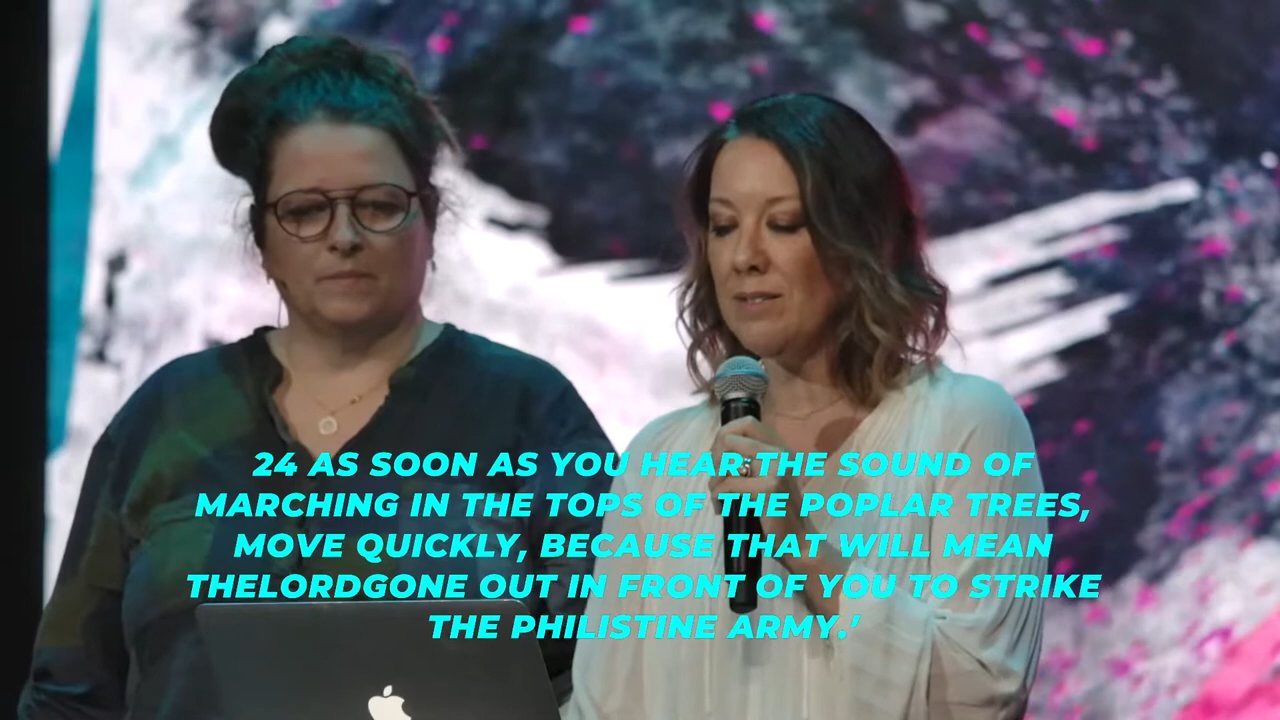 24 AS SOON AS YOU HEAR THE SOUND OF
MARCHING IN THE TOPS OF THE POPLAR TREES,
MOVE QUICKLY, BECAUSE THAT WILL MEAN
THELORDGONE OUT IN FRONT OF YOU TO STRIKE
THE PHILISTINE ARMY.’